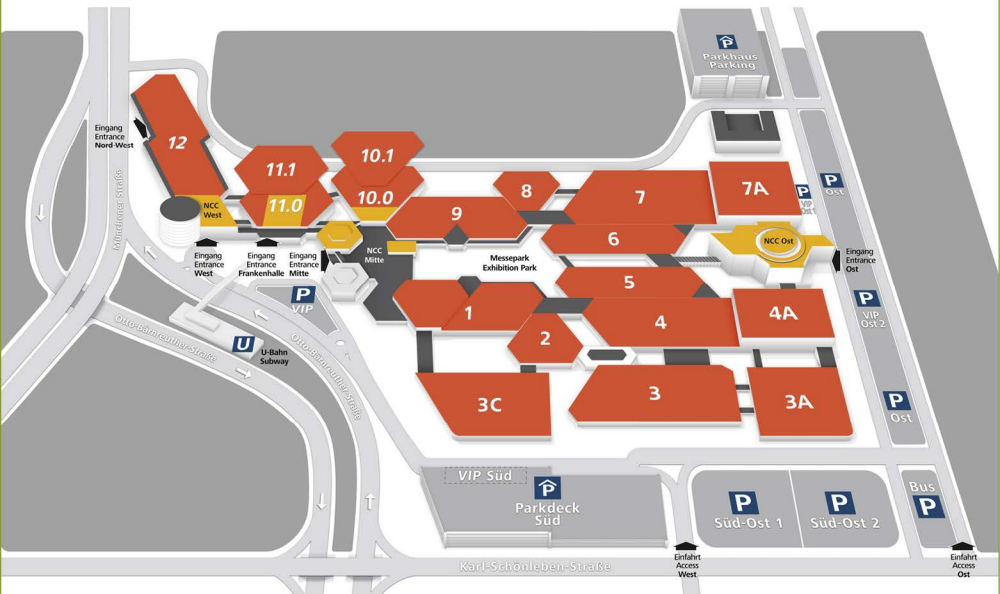 P
Parkhaus
Parking
Eingang
Entrance
Nord-West
12
11.1
10.1
11.0
10.0
NCC
West
9
8
7
7A
P
VIP
Ost 1
P
Ost
6
NCC Ost
NCC
Mitte
Messepark
Exhibition Park
Eingang
Entrance
Ost
Eingang
Entrance
West
Eingang
Entrance
Frankenhalle
Eingang
Entrance
Mitte
Münchener Straße
P
VIP
5
1
4
4A
P
VIP
Ost 2
2
U
U-Bahn
Subway
Otto-Bärnreuther-Straße
Otto-Bärnreuther-Straße
3C
3
3A
P
Ost
VIP Süd
P
Parkdeck
Süd
P
Süd-Ost 1
P
Süd-Ost 2
Bus
P
Einfahrt
Access
West
Einfahrt
Access
Ost
Karl-Schönleben-Straße